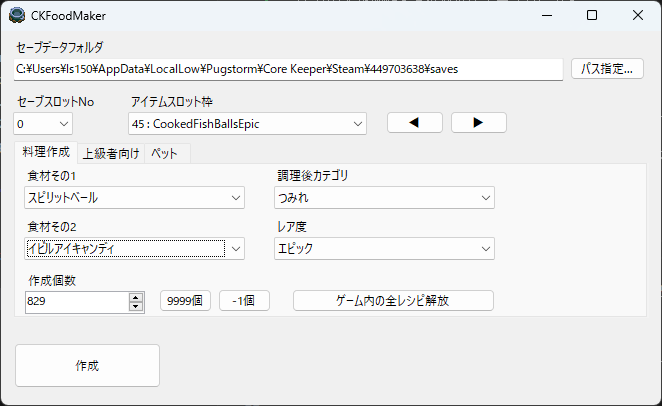 CKFoodMaker
セーブデータフォルダ
C:¥Users¥ls150¥AppData¥LocalLow¥Pugstorm¥Core Keeper¥Steam¥449703638¥saves
パス指定...
セーブスロットNo
アイテムスロット枠
0
45 : CookedFishBallsEpic
◀
▶
料理作成
上級者向け
ペット
食材その1
調理後カテゴリ
スピリットベール
つみれ
食材その2
レア度
イビルアイキャンディ
エピック
作成個数
829
9999個
-1個
ゲーム内の全レシピ解放
作成